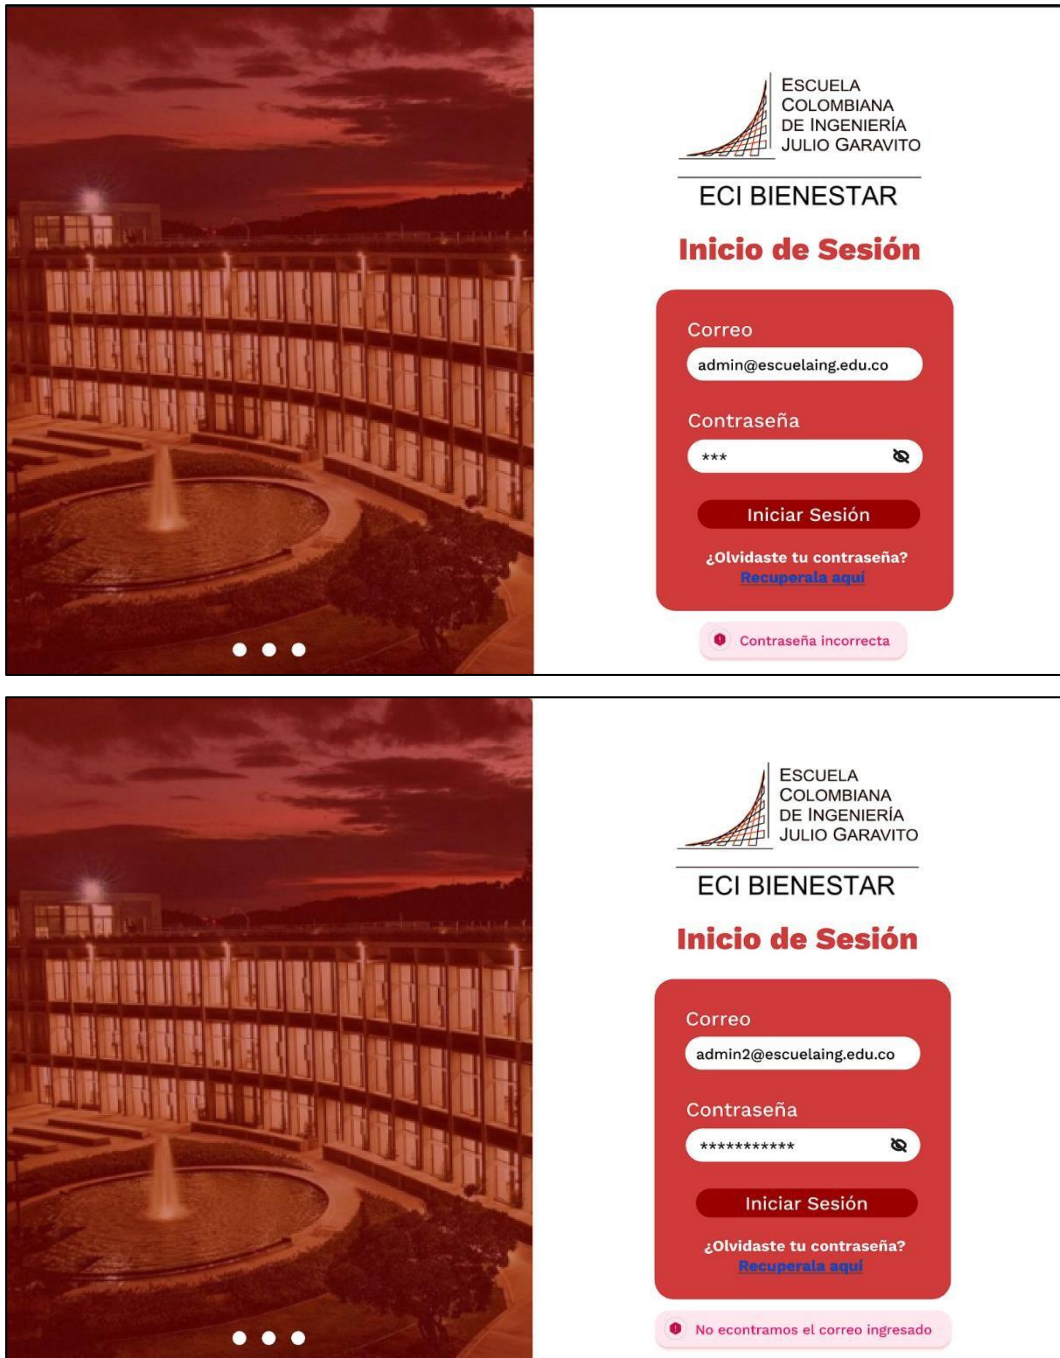 ESCUELA
COLOMBIANA
DE INGENIERÍA
JULIO GARAVITO
ECI BIENESTAR
Inicio de Sesión
Correo
admin@escuelaing.edu.co
Contraseña
***
Iniciar Sesión
¿Olvidaste tu contraseña?
Recuperala aquí
Contraseña incorrecta
ESCUELA
COLOMBIANA
DE INGENIERÍA
JULIO GARAVITO
ECI BIENESTAR
Inicio de Sesión
Correo
admin2@escuelaing.edu.co
Contraseña
***********
Iniciar Sesión
¿Olvidaste tu contraseña?
Recuperala aquí
No econtramos el correo ingresado